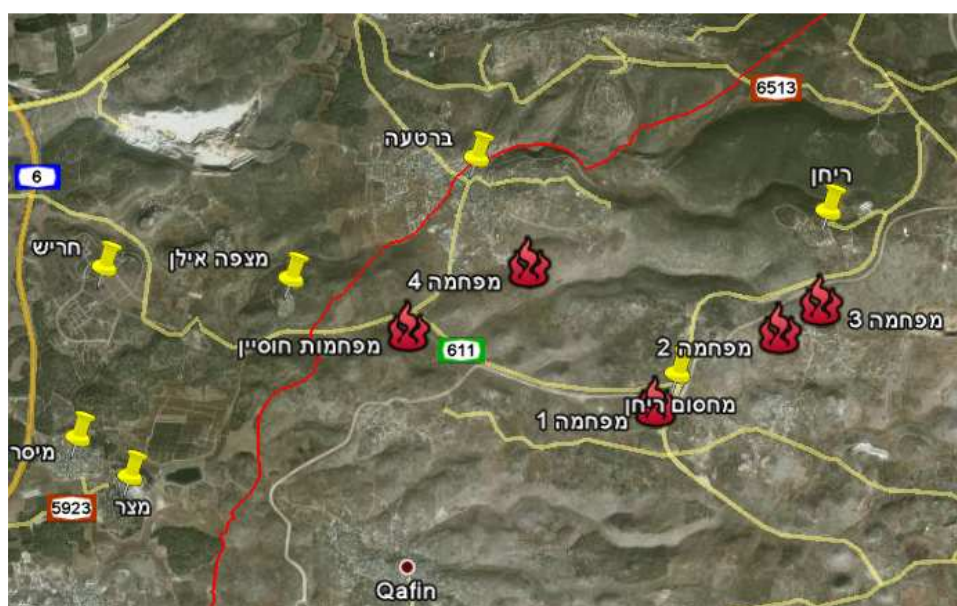 6513
ברטעה
ריחן
6
חריש
מצפה אילן
מפחמה 4
מפחמה 3
מפחמות חוסיין
611
מפחמה 2
מחסום ריחן
מפחמה 1
מיסר
מצר
5923
Qafin